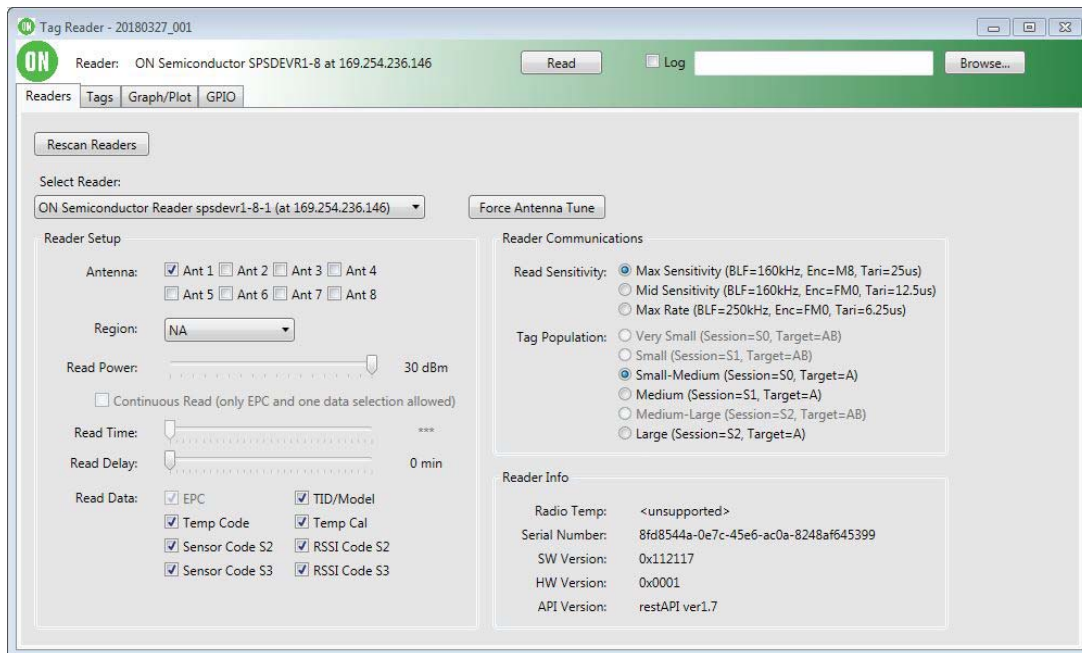 ON Tag Reader - 20180327_001
ON Reader: ON Semiconductor SPSDEVR1-8 at 169.254.236.146 Read Log Browse...
Readers Tags Graph/Plot GPIO
Rescan Readers
Select Reader:
ON Semiconductor Reader spsdevr1-8-1 (at 169.254.236.146) Force Antenna Tune
Reader Setup
Antenna: Ant 1 Ant 2 Ant 3 Ant 4
Ant 5 Ant 6 Ant 7 Ant 8
Region: NA
Read Power: 30 dBm
Continuous Read (only EPC and one data selection allowed)
Read Time: ***
Read Delay: 0 min
Read Data: EPC TID/Model
Temp Code Temp Cal
Sensor Code S2 RSSI Code S2
Sensor Code S3 RSSI Code S3
Reader Communications
Read Sensitivity: Max Sensitivity (BLF=160kHz, Enc=M8, Tari=25us)
Mid Sensitivity (BLF=160kHz, Enc=FM0, Tari=12.5us)
Max Rate (BLF=250kHz, Enc=FM0, Tari=6.25us)
Tag Population: Very Small (Session=S0, Target=AB)
Small (Session=S1, Target=AB)
Small-Medium (Session=S0, Target=A)
Medium (Session=S1, Target=A)
Medium-Large (Session=S2, Target=AB)
Large (Session=S2, Target=A)
Reader Info
Radio Temp: <unsupported>
Serial Number: 8fd8544a-0e7c-45e6-ac0a-8248af645399
SW Version: 0x112117
HW Version: 0x0001
API Version: restAPI ver1.7